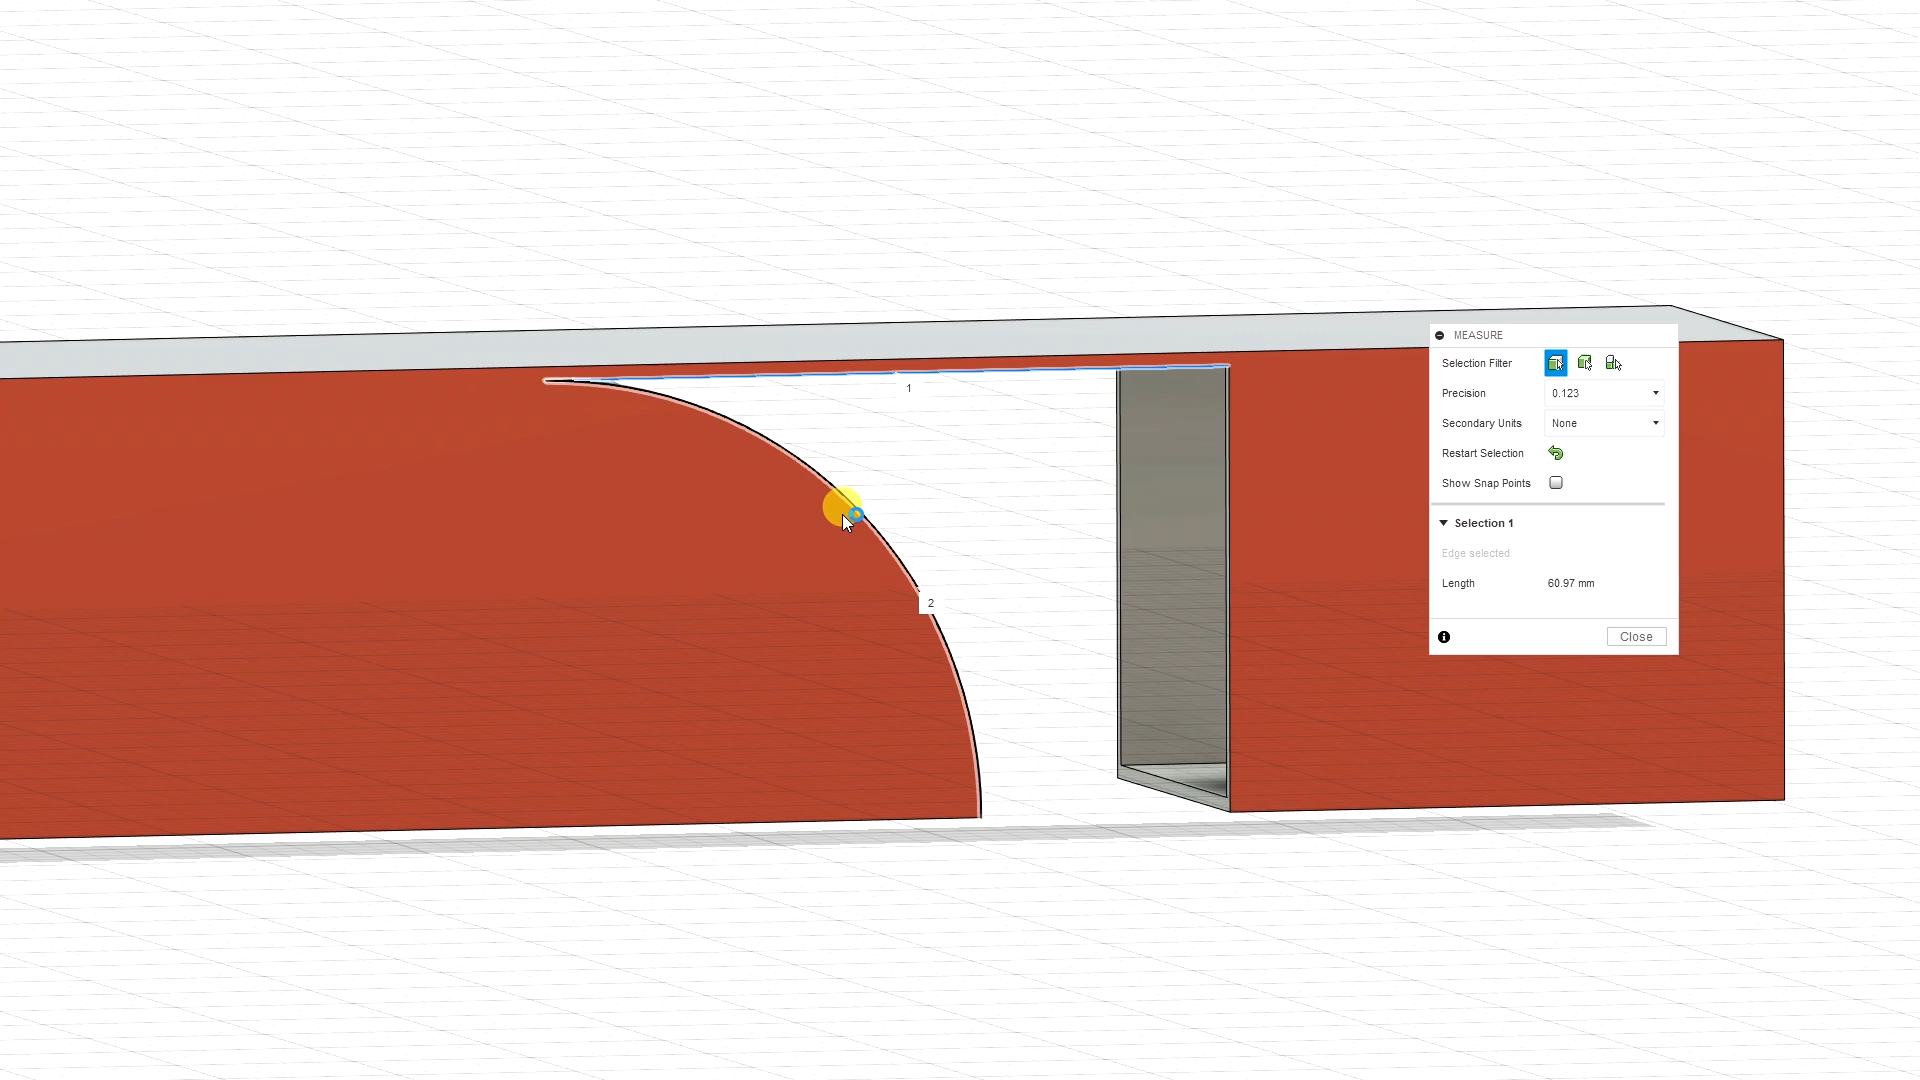 1
2
MEASURE
Selection Filter
Precision 0.123
Secondary Units None
Restart Selection
Show Snap Points
Selection 1
Edge selected
Length 60.97 mm
Close